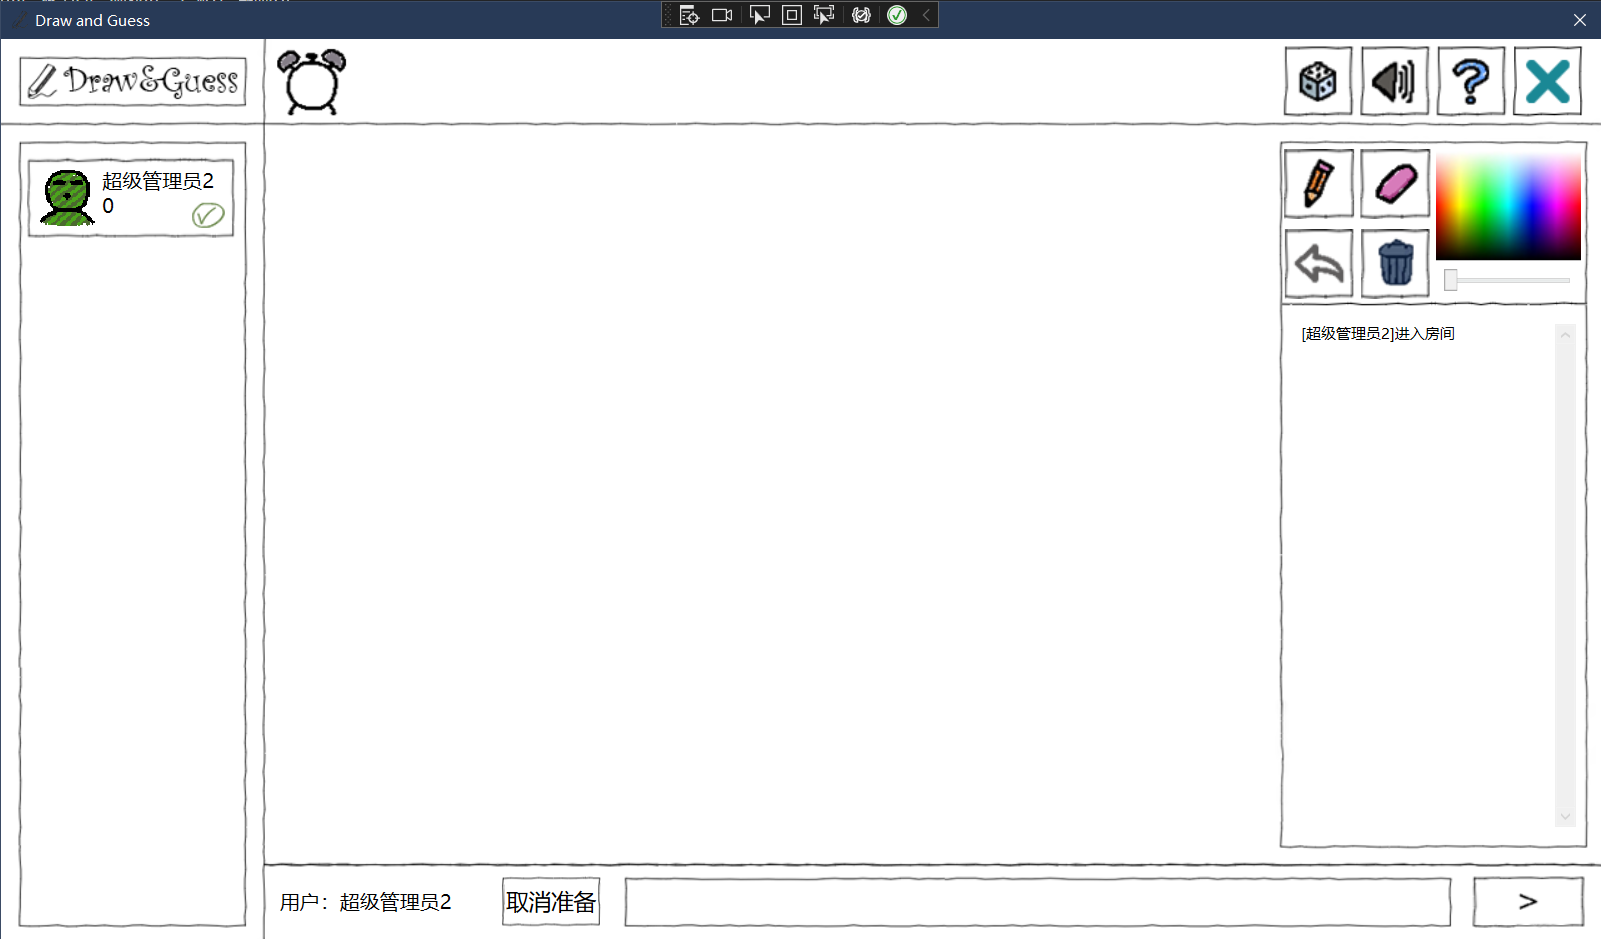 Draw and Guess
Draw&Guess
超级管理员2
0
[超级管理员2]进入房间
用户：超级管理员2
取消准备
>